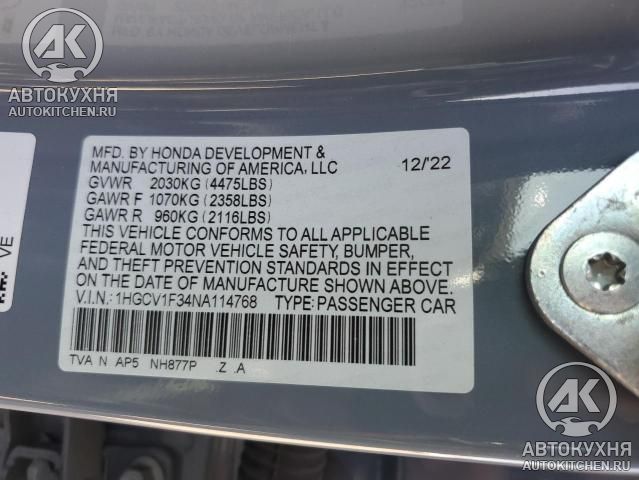 АВТОКУХНЯ
AUTOKITCHEN.RU
MFD. BY HONDA DEVELOPMENT &
MANUFACTURING OF AMERICA, LLC 12/'22
GVWR 2030KG (4475LBS)
GAWR F 1070KG (2358LBS)
GAWR R 960KG (2116LBS)
THIS VEHICLE CONFORMS TO ALL APPLICABLE
FEDERAL MOTOR VEHICLE SAFETY, BUMPER,
AND THEFT PREVENTION STANDARDS IN EFFECT
ON THE DATE OF MANUFACTURE SHOWN ABOVE.
V.I.N.: 1HGCV1F34NA114768 TYPE: PASSENGER CAR
TVA N AP5 NH877P .Z .A
VE
АВТОКУХНЯ
AUTOKITCHEN.RU